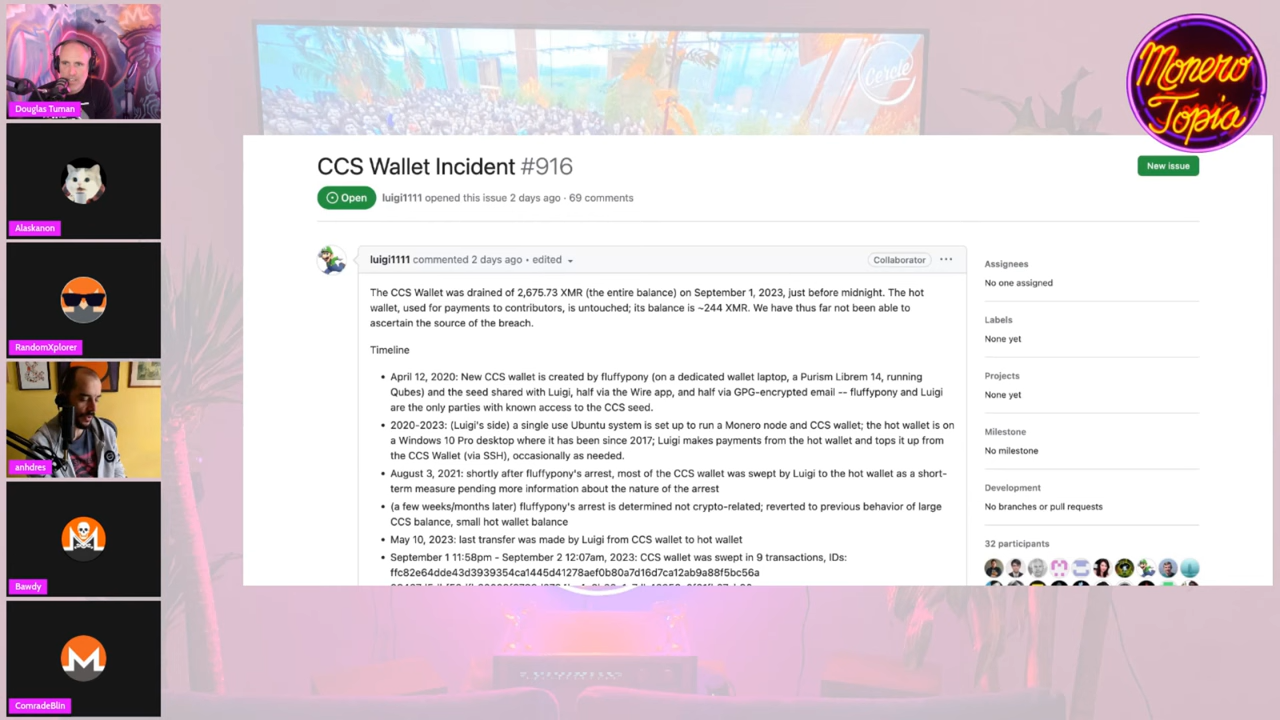 Douglas Tuman
Alaskanon
RandomXplorer
anhdres
Bawdy
ComradeBlin
Cercle
Monero
Topia
CCS Wallet Incident #916
New issue
Open
luigi1111 opened this issue 2 days ago · 69 comments
luigi1111 commented 2 days ago • edited
Collaborator
The CCS Wallet was drained of 2,675.73 XMR (the entire balance) on September 1, 2023, just before midnight. The hot
wallet, used for payments to contributors, is untouched; its balance is ~244 XMR. We have thus far not been able to
ascertain the source of the breach.
Timeline
• April 12, 2020: New CCS wallet is created by fluffypony (on a dedicated wallet laptop, a Purism Librem 14, running
Qubes) and the seed shared with Luigi, half via the Wire app, and half via GPG-encrypted email -- fluffypony and Luigi
are the only parties with known access to the CCS seed.
• 2020-2023: (Luigi's side) a single use Ubuntu system is set up to run a Monero node and CCS wallet; the hot wallet is on
a Windows 10 Pro desktop where it has been since 2017; Luigi makes payments from the hot wallet and tops it up from
the CCS Wallet (via SSH), occasionally as needed.
• August 3, 2021: shortly after fluffypony's arrest, most of the CCS wallet was swept by Luigi to the hot wallet as a short-
term measure pending more information about the nature of the arrest
• (a few weeks/months later) fluffypony's arrest is determined not crypto-related; reverted to previous behavior of large
CCS balance, small hot wallet balance
• May 10, 2023: last transfer was made by Luigi from CCS wallet to hot wallet
• September 1 11:58pm - September 2 12:07am, 2023: CCS wallet was swept in 9 transactions, IDs:
ffc82e64dde43d3939354ca1445d41278aef0b80a7d16d7ca12ab9a88f5bc56a
Assignees
No one assigned
Labels
None yet
Projects
None yet
Milestone
No milestone
Development
No branches or pull requests
32 participants